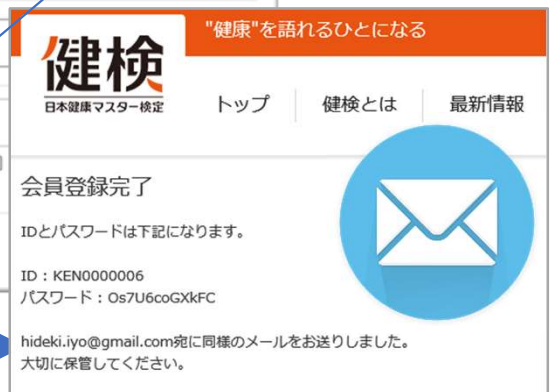 "健康"を語れるひとになる
健検
日本健康マスター検定
トップ
健検とは
最新情報
会員登録完了
IDとパスワードは下記になります。
ID：KEN0000006
パスワード：Os7U6coGXkFC
hideki.iyo@gmail.com宛に同様のメールをお送りしました。
大切に保管してください。